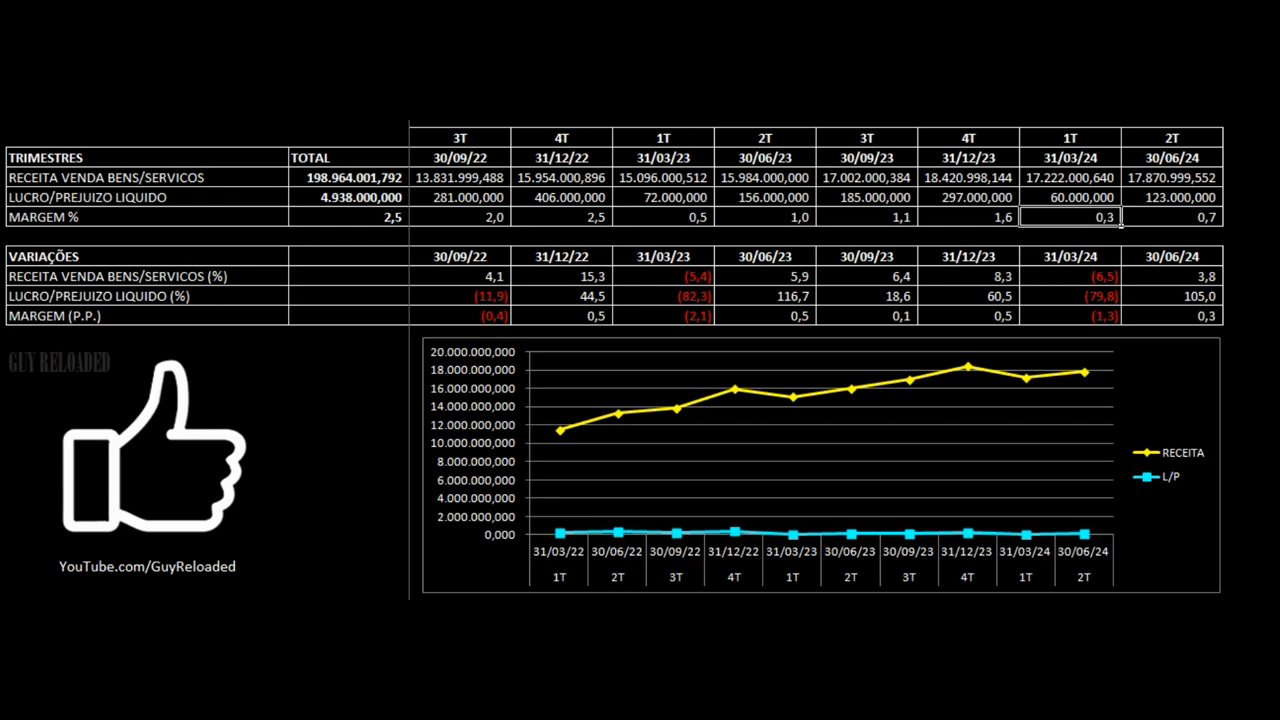 3T 4T 1T 2T 3T 4T 1T 2T
TRIMESTRES TOTAL 30/09/22 31/12/22 31/03/23 30/06/23 30/09/23 31/12/23 31/03/24 30/06/24
RECEITA VENDA BENS/SERVICOS 198.964.001,792 13.831.999,488 15.954.000,896 15.096.000,512 15.984.000,000 17.002.000,384 18.420.998,144 17.222.000,640 17.870.999,552
LUCRO/PREJUIZO LIQUIDO 4.938.000,000 281.000,000 406.000,000 72.000,000 156.000,000 185.000,000 297.000,000 60.000,000 123.000,000
MARGEM % 2,5 2,0 2,5 0,5 1,0 1,1 1,6 0,3 0,7
VARIAÇÕES 30/09/22 31/12/22 31/03/23 30/06/23 30/09/23 31/12/23 31/03/24 30/06/24
RECEITA VENDA BENS/SERVICOS (%) 4,1 15,3 (5,4) 5,9 6,4 8,3 (6,5) 3,8
LUCRO/PREJUIZO LIQUIDO (%) (11,9) 44,5 (82,3) 116,7 18,6 60,5 (79,8) 105,0
MARGEM (P.P.) (0,4) 0,5 (2,1) 0,5 0,1 0,5 (1,3) 0,3
GUY RELOADED
YouTube.com/GuyReloaded
20.000.000,000
18.000.000,000
16.000.000,000
14.000.000,000
12.000.000,000
10.000.000,000
8.000.000,000
6.000.000,000
4.000.000,000
2.000.000,000
0,000
31/03/22 30/06/22 30/09/22 31/12/22 31/03/23 30/06/23 30/09/23 31/12/23 31/03/24 30/06/24
1T 2T 3T 4T 1T 2T 3T 4T 1T 2T
RECEITA
L/P